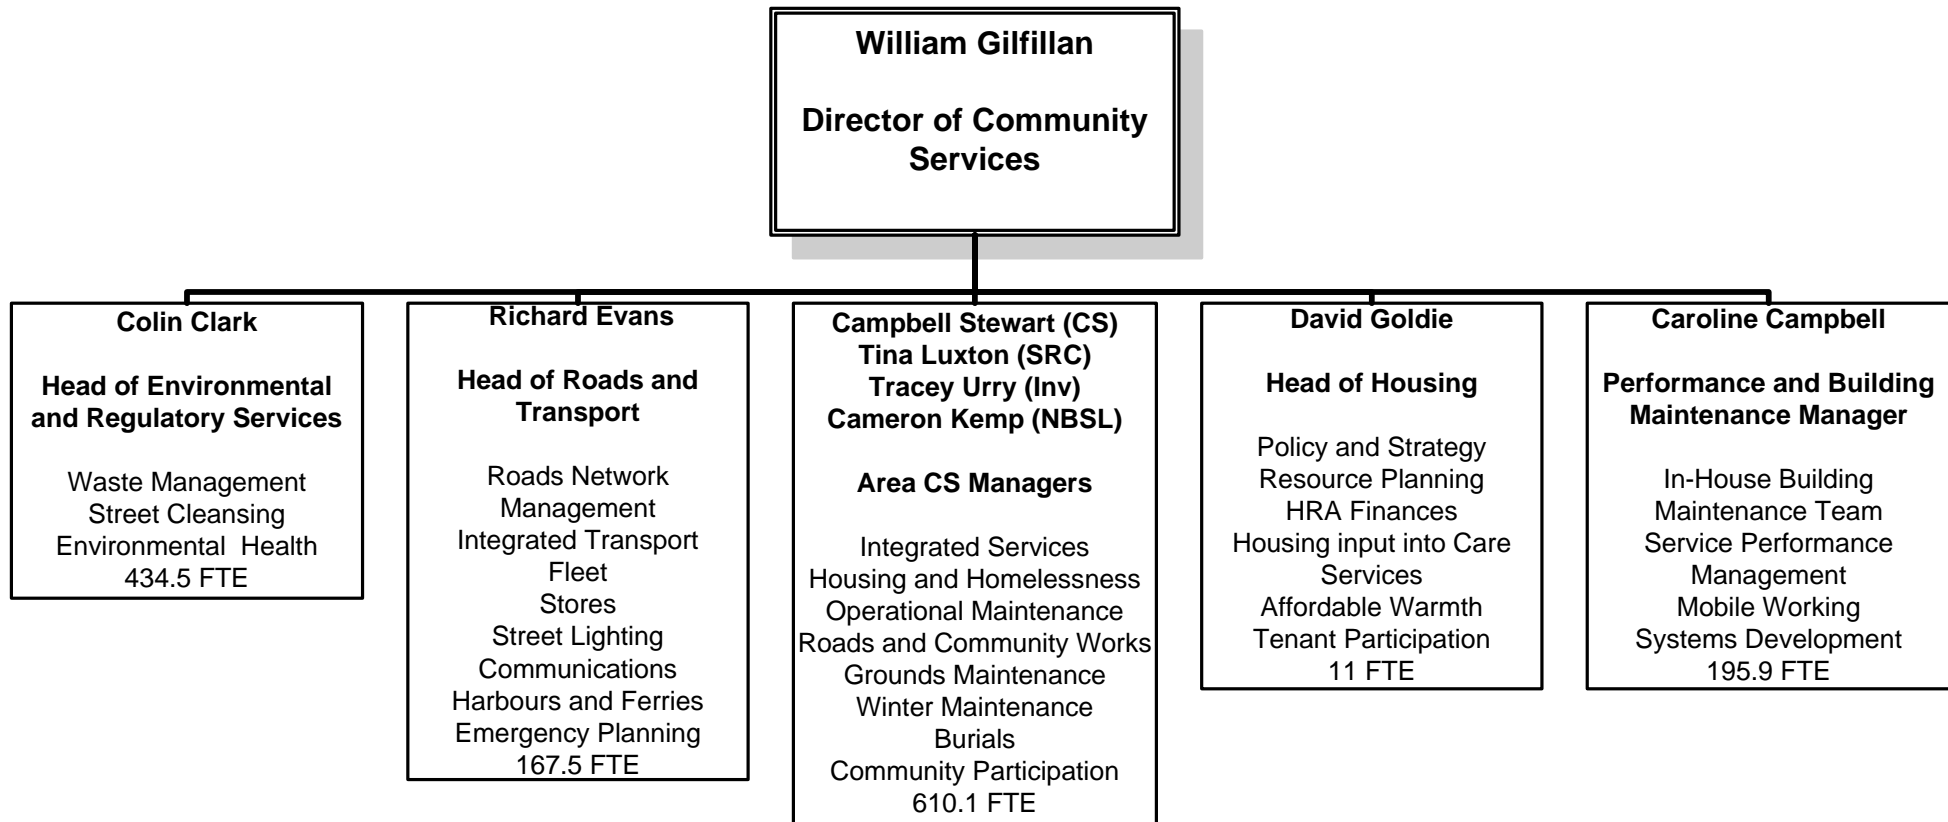 William Gilfillan
Director of Community
Services
Colin Clark
Head of Environmental
and Regulatory Services
Waste Management
Street Cleansing
Environmental Health
434.5 FTE
Richard Evans
Head of Roads and
Transport
Roads Network
Management
Integrated Transport
Fleet
Stores
Street Lighting
Communications
Harbours and Ferries
Emergency Planning
167.5 FTE
Campbell Stewart (CS)
Tina Luxton (SRC)
Tracey Urry (Inv)
Cameron Kemp (NBSL)
Area CS Managers
Integrated Services
Housing and Homelessness
Operational Maintenance
Roads and Community Works
Grounds Maintenance
Winter Maintenance
Burials
Community Participation
610.1 FTE
David Goldie
Head of Housing
Policy and Strategy
Resource Planning
HRA Finances
Housing input into Care
Services
Affordable Warmth
Tenant Participation
11 FTE
Caroline Campbell
Performance and Building
Maintenance Manager
In-House Building
Maintenance Team
Service Performance
Management
Mobile Working
Systems Development
195.9 FTE